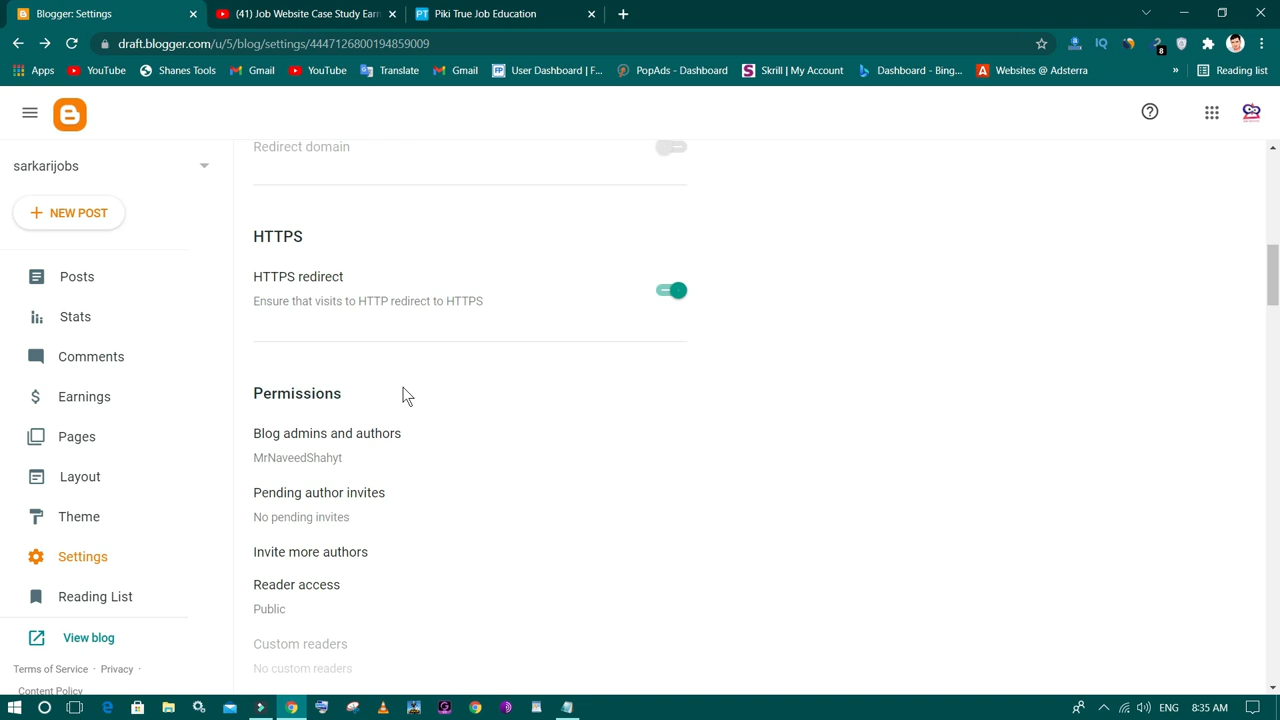 Blogger: Settings
(41) Job Website Case Study Earn
PT Piki True Job Education
draft.blogger.com/u/5/blog/settings/4447126800194859009
IQ
8
Apps
YouTube
Shanes Tools
Gmail
YouTube
Translate
Gmail
FP User Dashboard | F...
PopAds - Dashboard
S Skrill | My Account
Dashboard - Bing...
A Websites @ Adsterra
»
Reading list
sarkarijobs
NEW POST
Posts
Stats
Comments
Earnings
Pages
Layout
Theme
Settings
Reading List
View blog
Terms of Service · Privacy ·
Content Policy
Redirect domain
HTTPS
HTTPS redirect
Ensure that visits to HTTP redirect to HTTPS
Permissions
Blog admins and authors
MrNaveedShahyt
Pending author invites
No pending invites
Invite more authors
Reader access
Public
Custom readers
No custom readers
ENG
8:35 AM